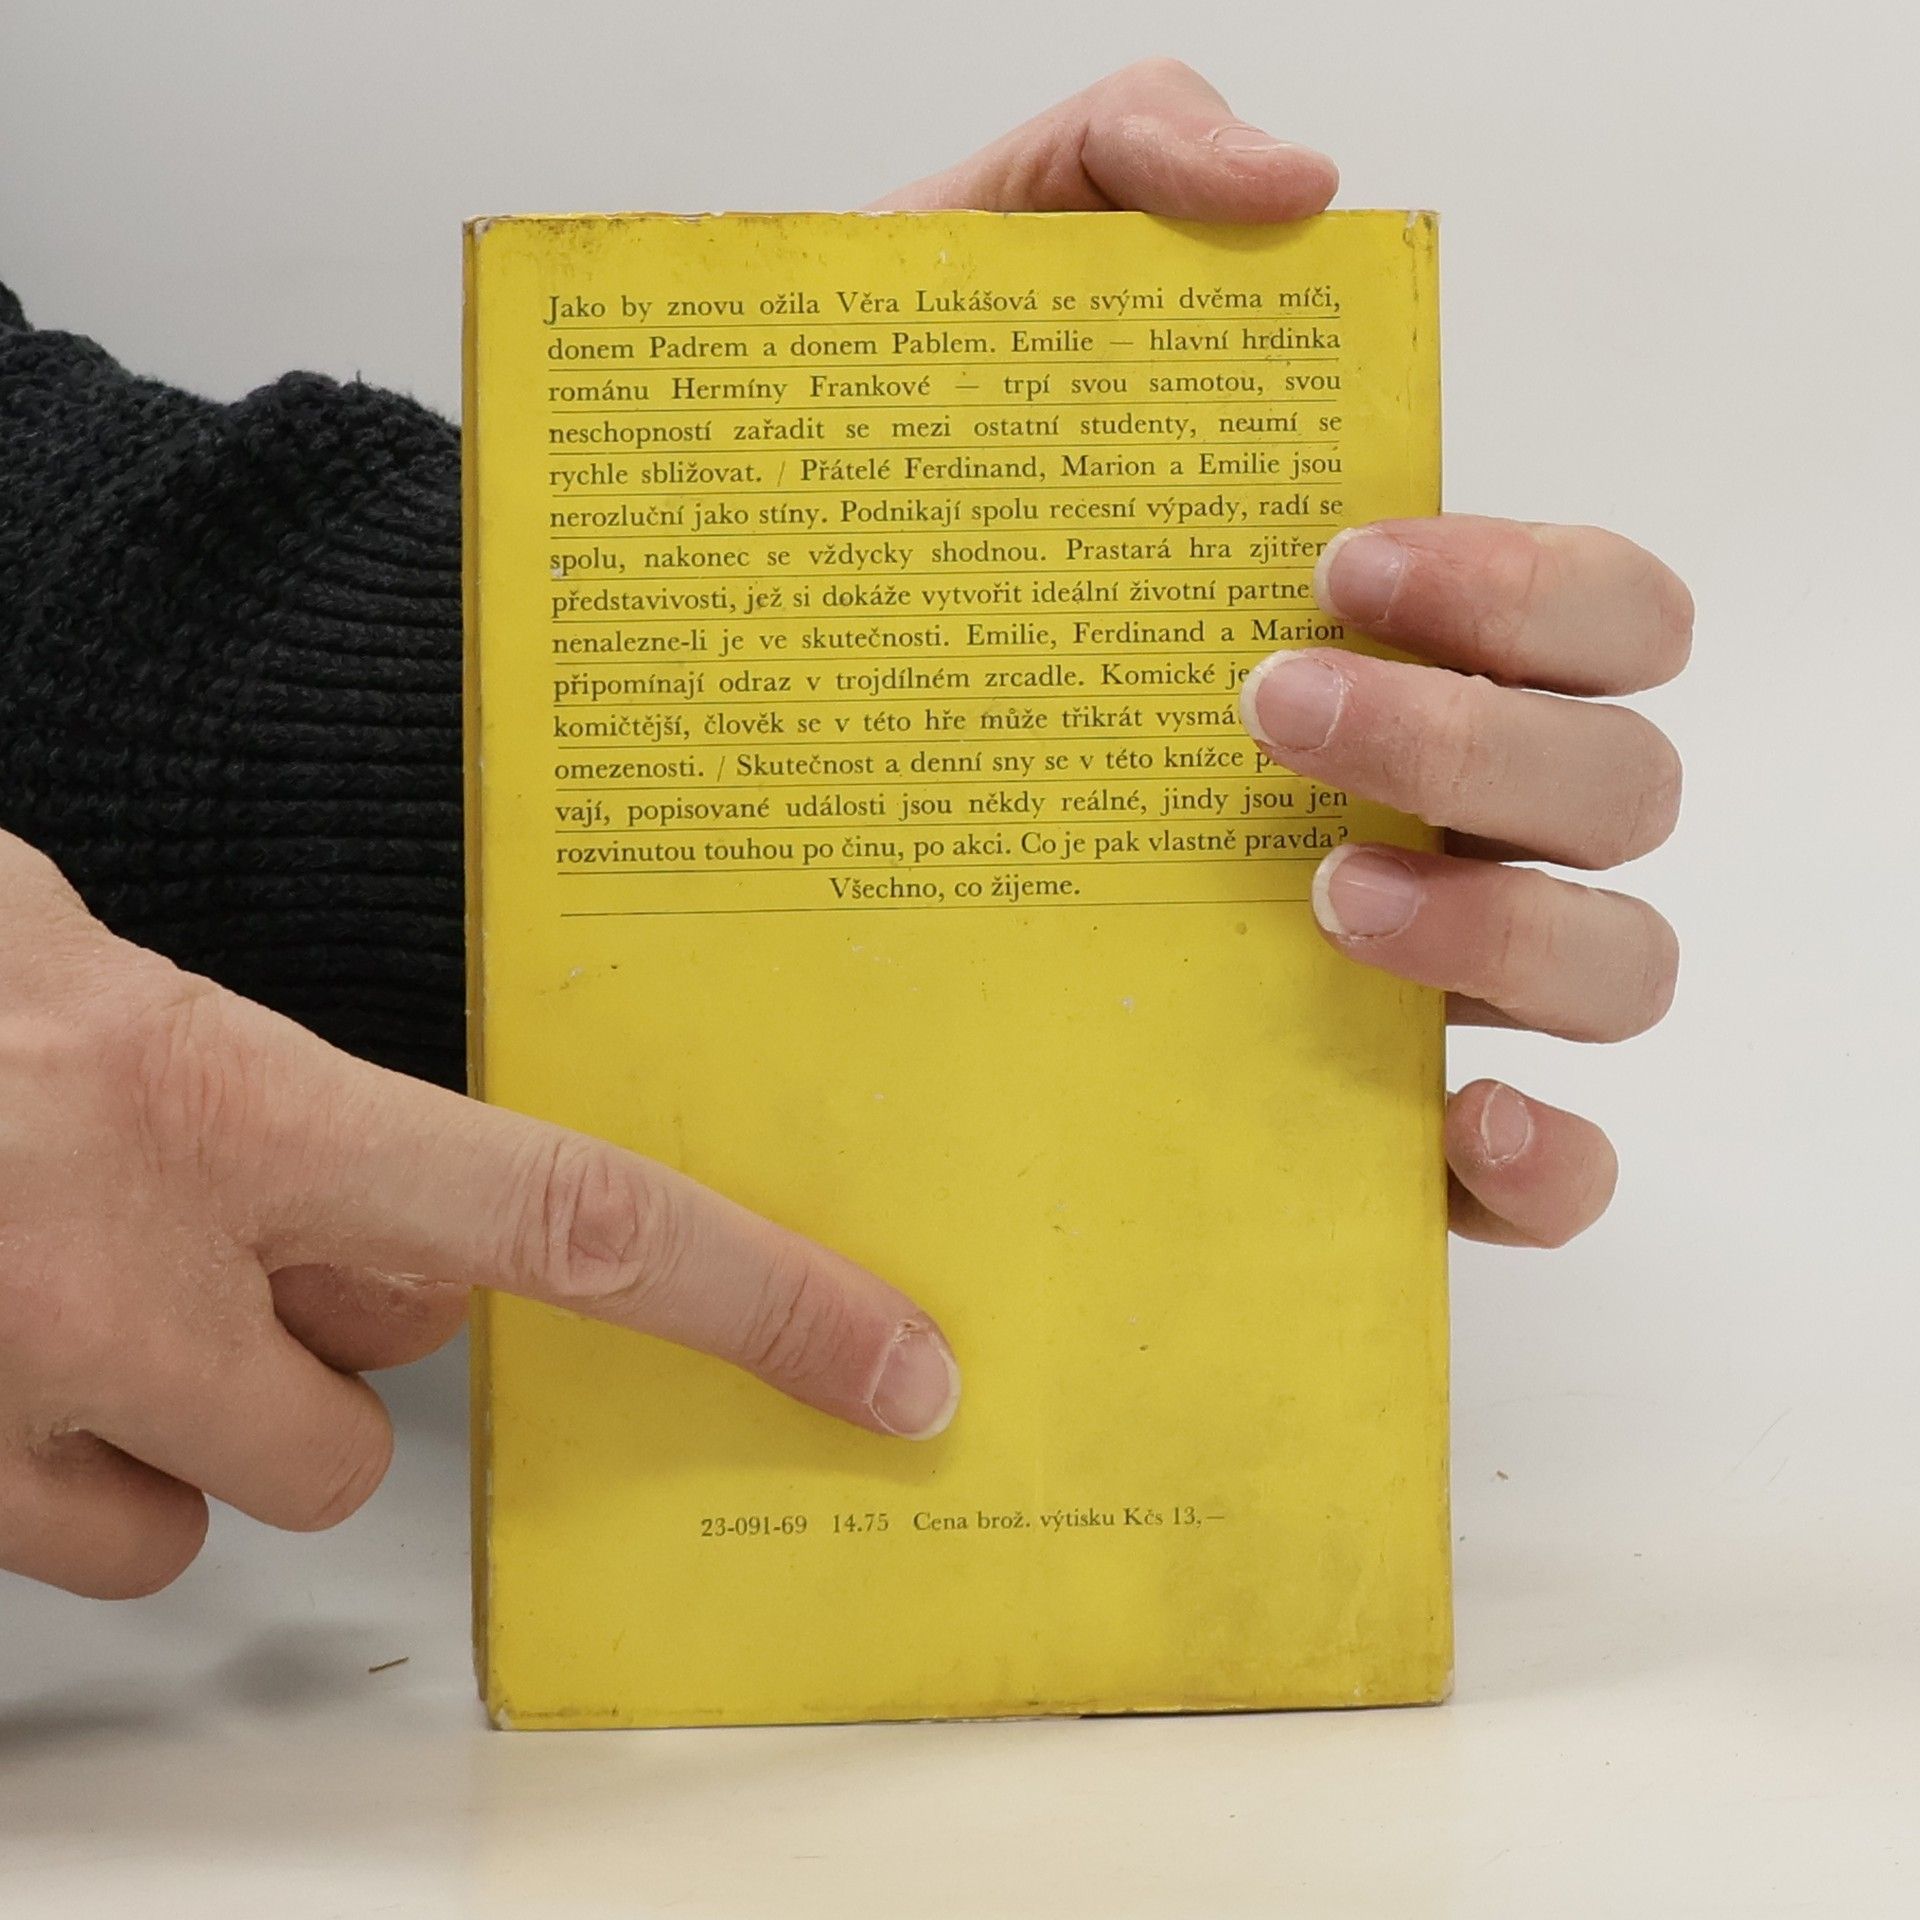 Jako by znovu ožila Věra Lukášová se svými dvěma míči,
donem Padrem a donem Pablem. Emilie — hlavní hrdinka
románu Hermíny Frankové — trpí svou samotou, svou
neschopností zařadit se mezi ostatní studenty, neumí se
rychle sbližovat. / Přátelé Ferdinand, Marion a Emilie jsou
nerozluční jako stíny. Podnikají spolu recesní výpady, radí se
spolu, nakonec se vždycky shodnou. Prastará hra
představivosti, jež si dokáže vytvořit ideální životní
nenalezne-li je ve skutečnosti. Emilie, Ferdinand a Marion
připomínají odraz v trojdílném zrcadle. Komické je
komičtější, člověk se v této hře může třikrát
omezenosti. / Skutečnost a denní sny se v této knížce
vají, popisované události jsou někdy reálné, jindy jsou jen
rozvinutou touhou po činu, po akci. Co je pak vlastně pravda?
Všechno, co žijeme.
23-091-69 14.75 Cena brož. výtisku Kčs 13,—